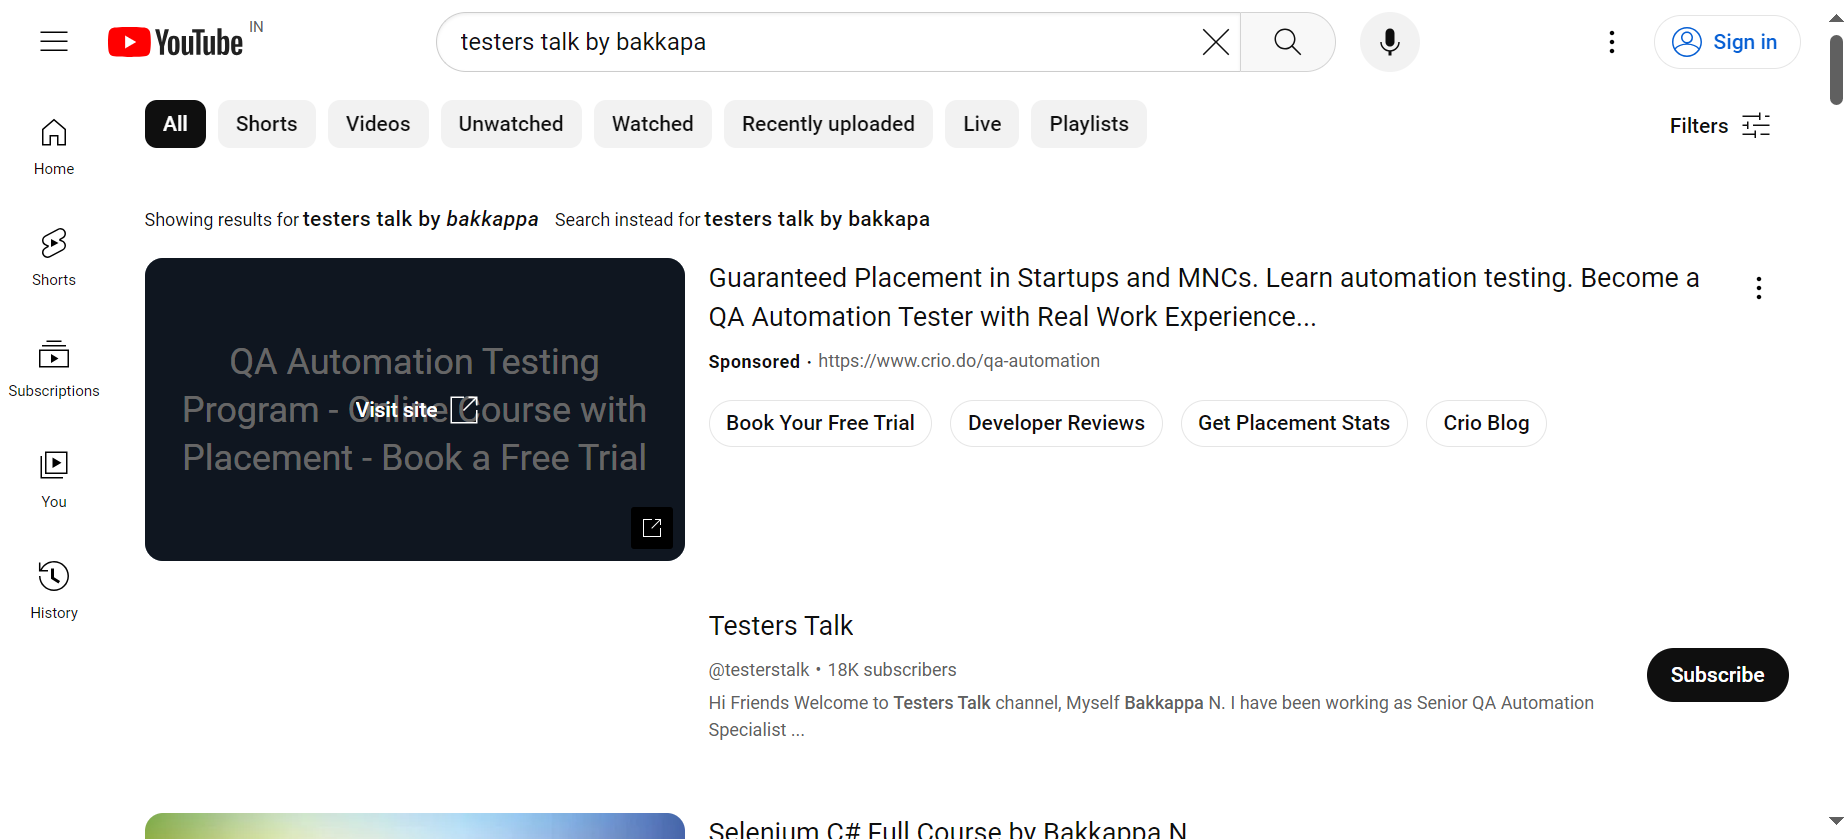 YouTube IN
testers talk by bakkapa
Sign in
All Shorts Videos Unwatched Watched Recently uploaded Live Playlists
Filters
Home
Shorts
Subscriptions
You
History
Showing results for testers talk by bakkappa Search instead for testers talk by bakkapa
QA Automation Testing
Program - Online Course with
Placement - Book a Free Trial
Visit site
Guaranteed Placement in Startups and MNCs. Learn automation testing. Become a
QA Automation Tester with Real Work Experience...
Sponsored · https://www.crio.do/qa-automation
Book Your Free Trial Developer Reviews Get Placement Stats Crio Blog
Testers Talk
@testerstalk • 18K subscribers
Hi Friends Welcome to Testers Talk channel, Myself Bakkappa N. I have been working as Senior QA Automation
Specialist ...
Subscribe
Selenium C# Full Course by Bakkappa N